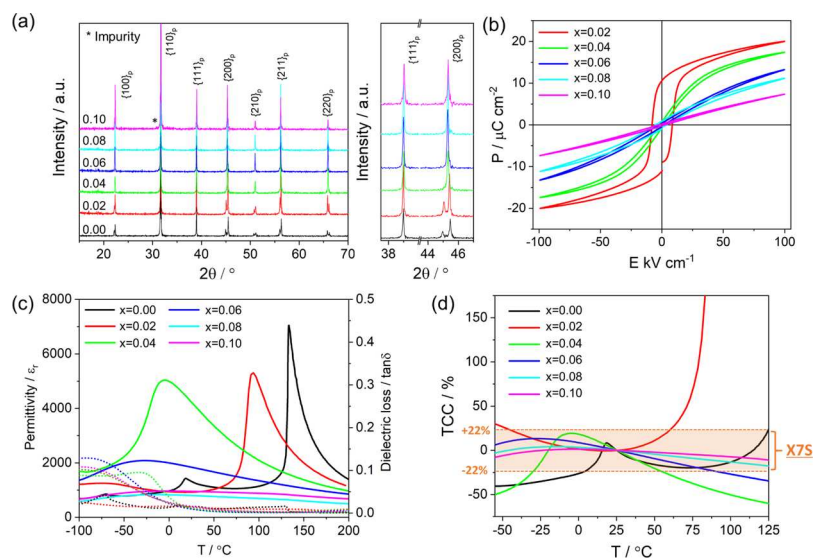 (a)
* Impurity
{100}p
{110}p
{111}p
{200}p
{210}p
{211}p
{220}p
0.10
*
0.08
0.06
0.04
0.02
0.00
Intensity / a.u.
20 30 40 50 60 70
2θ / °
{111}p
{200}p
Intensity / a.u.
38 40 44 46 48
2θ / °
(b)
x=0.02
x=0.04
x=0.06
x=0.08
x=0.10
P / μC cm-2
20
10
0
-10
-20
-100 -50 0 50 100
E kV cm-1
(c)
x=0.00 x=0.06
x=0.02 x=0.08
x=0.04 x=0.10
Permittivity / εr
8000
6000
4000
2000
0
Dielectric loss / tanδ
0.5
0.4
0.3
0.2
0.1
0.0
-100 -50 0 50 100 150 200
T / °C
(d)
x=0.00
x=0.02
x=0.04
x=0.06
x=0.08
x=0.10
TCC / %
150
100
50
0
-50
+22%
-22%
X7S
-50 -25 0 25 50 75 100 125
T / °C